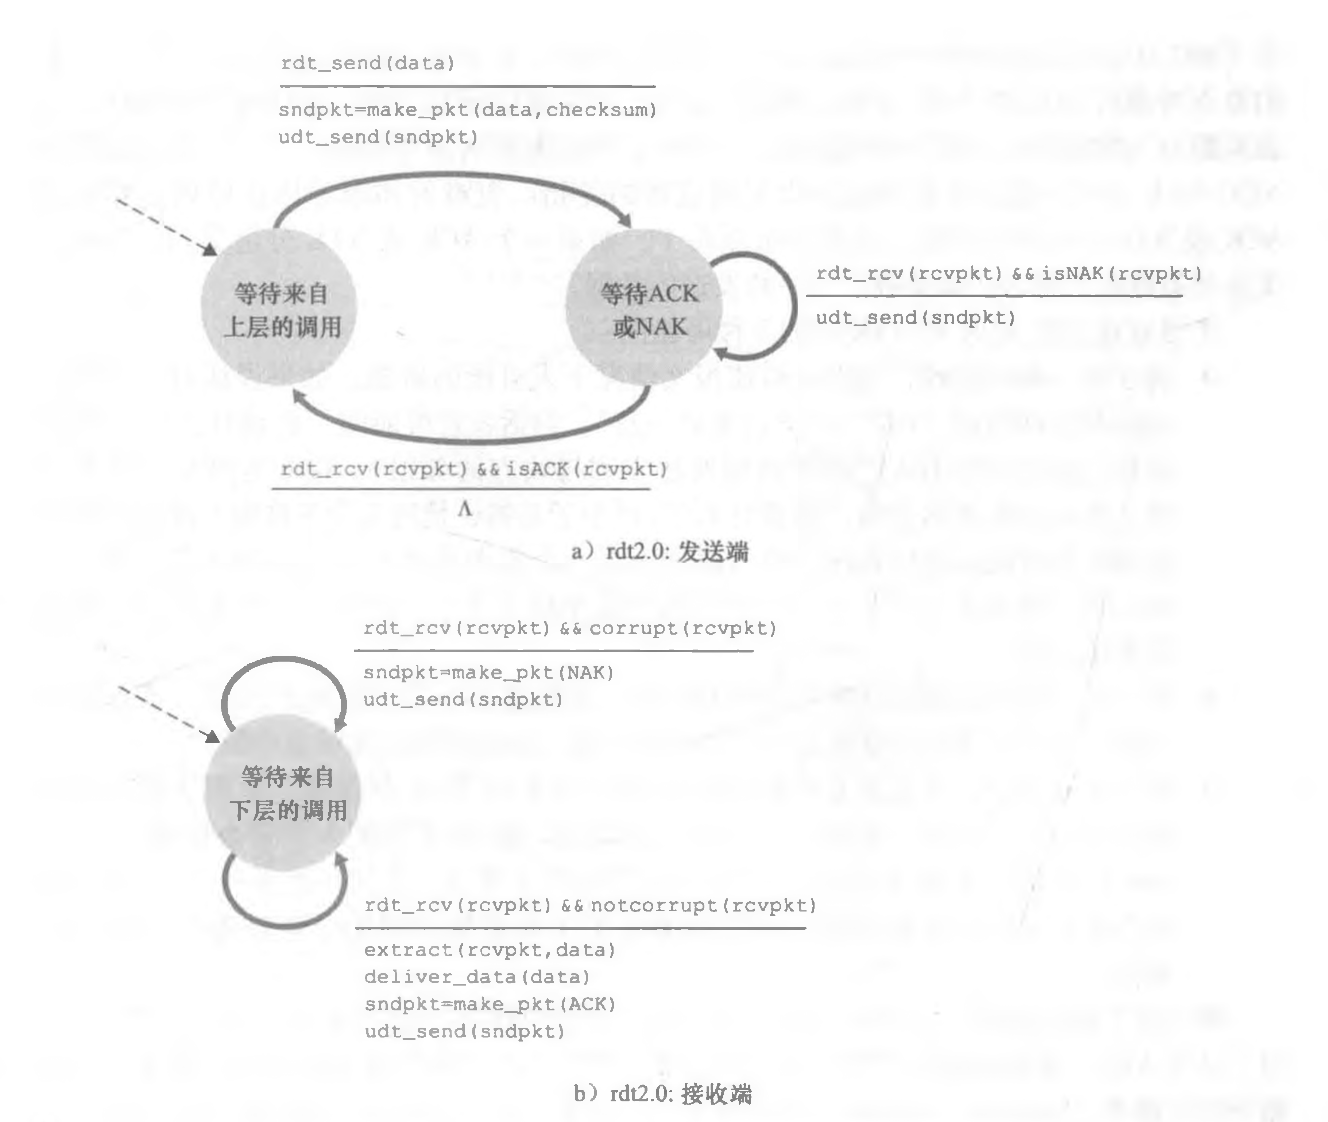 rdt_send(data)
sndpkt=make_pkt(data,checksum)
udt_send(sndpkt)
等待来自
上层的调用
等待ACK
或NAK
rdt_rcv(rcvpkt) && isNAK(rcvpkt)
udt_send(sndpkt)
rdt_rcv(rcvpkt) && isACK(rcvpkt)
Λ
a）rdt2.0: 发送端
rdt_rcv(rcvpkt) && corrupt(rcvpkt)
sndpkt=make_pkt(NAK)
udt_send(sndpkt)
等待来自
下层的调用
rdt_rcv(rcvpkt) && notcorrupt(rcvpkt)
extract(rcvpkt,data)
deliver_data(data)
sndpkt=make_pkt(ACK)
udt_send(sndpkt)
b）rdt2.0: 接收端